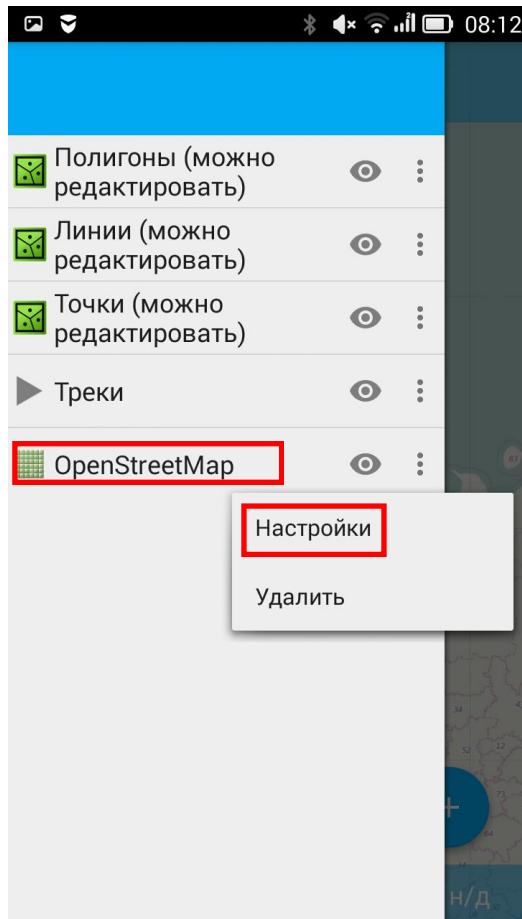 08:12
Полигоны (можно
редактировать)
Линии (можно
редактировать)
Точки (можно
редактировать)
Треки
OpenStreetMap
Настройки
Удалить
н/д